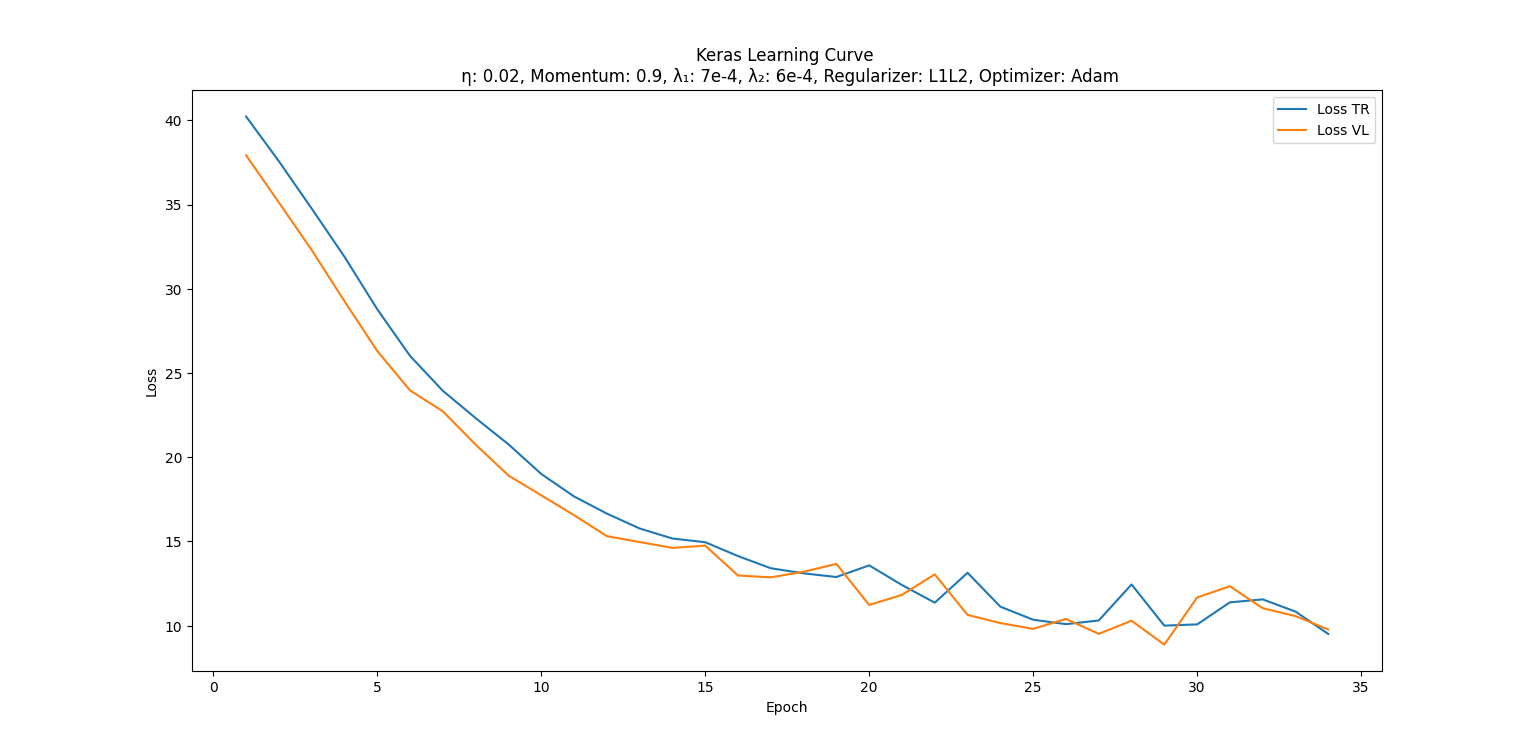 Keras Learning Curve
η: 0.02, Momentum: 0.9, λ₁: 7e-4, λ₂: 6e-4, Regularizer: L1L2, Optimizer: Adam
Loss TR
Loss VL
40
35
30
25
20
15
10
Loss
0 5 10 15 20 25 30 35
Epoch